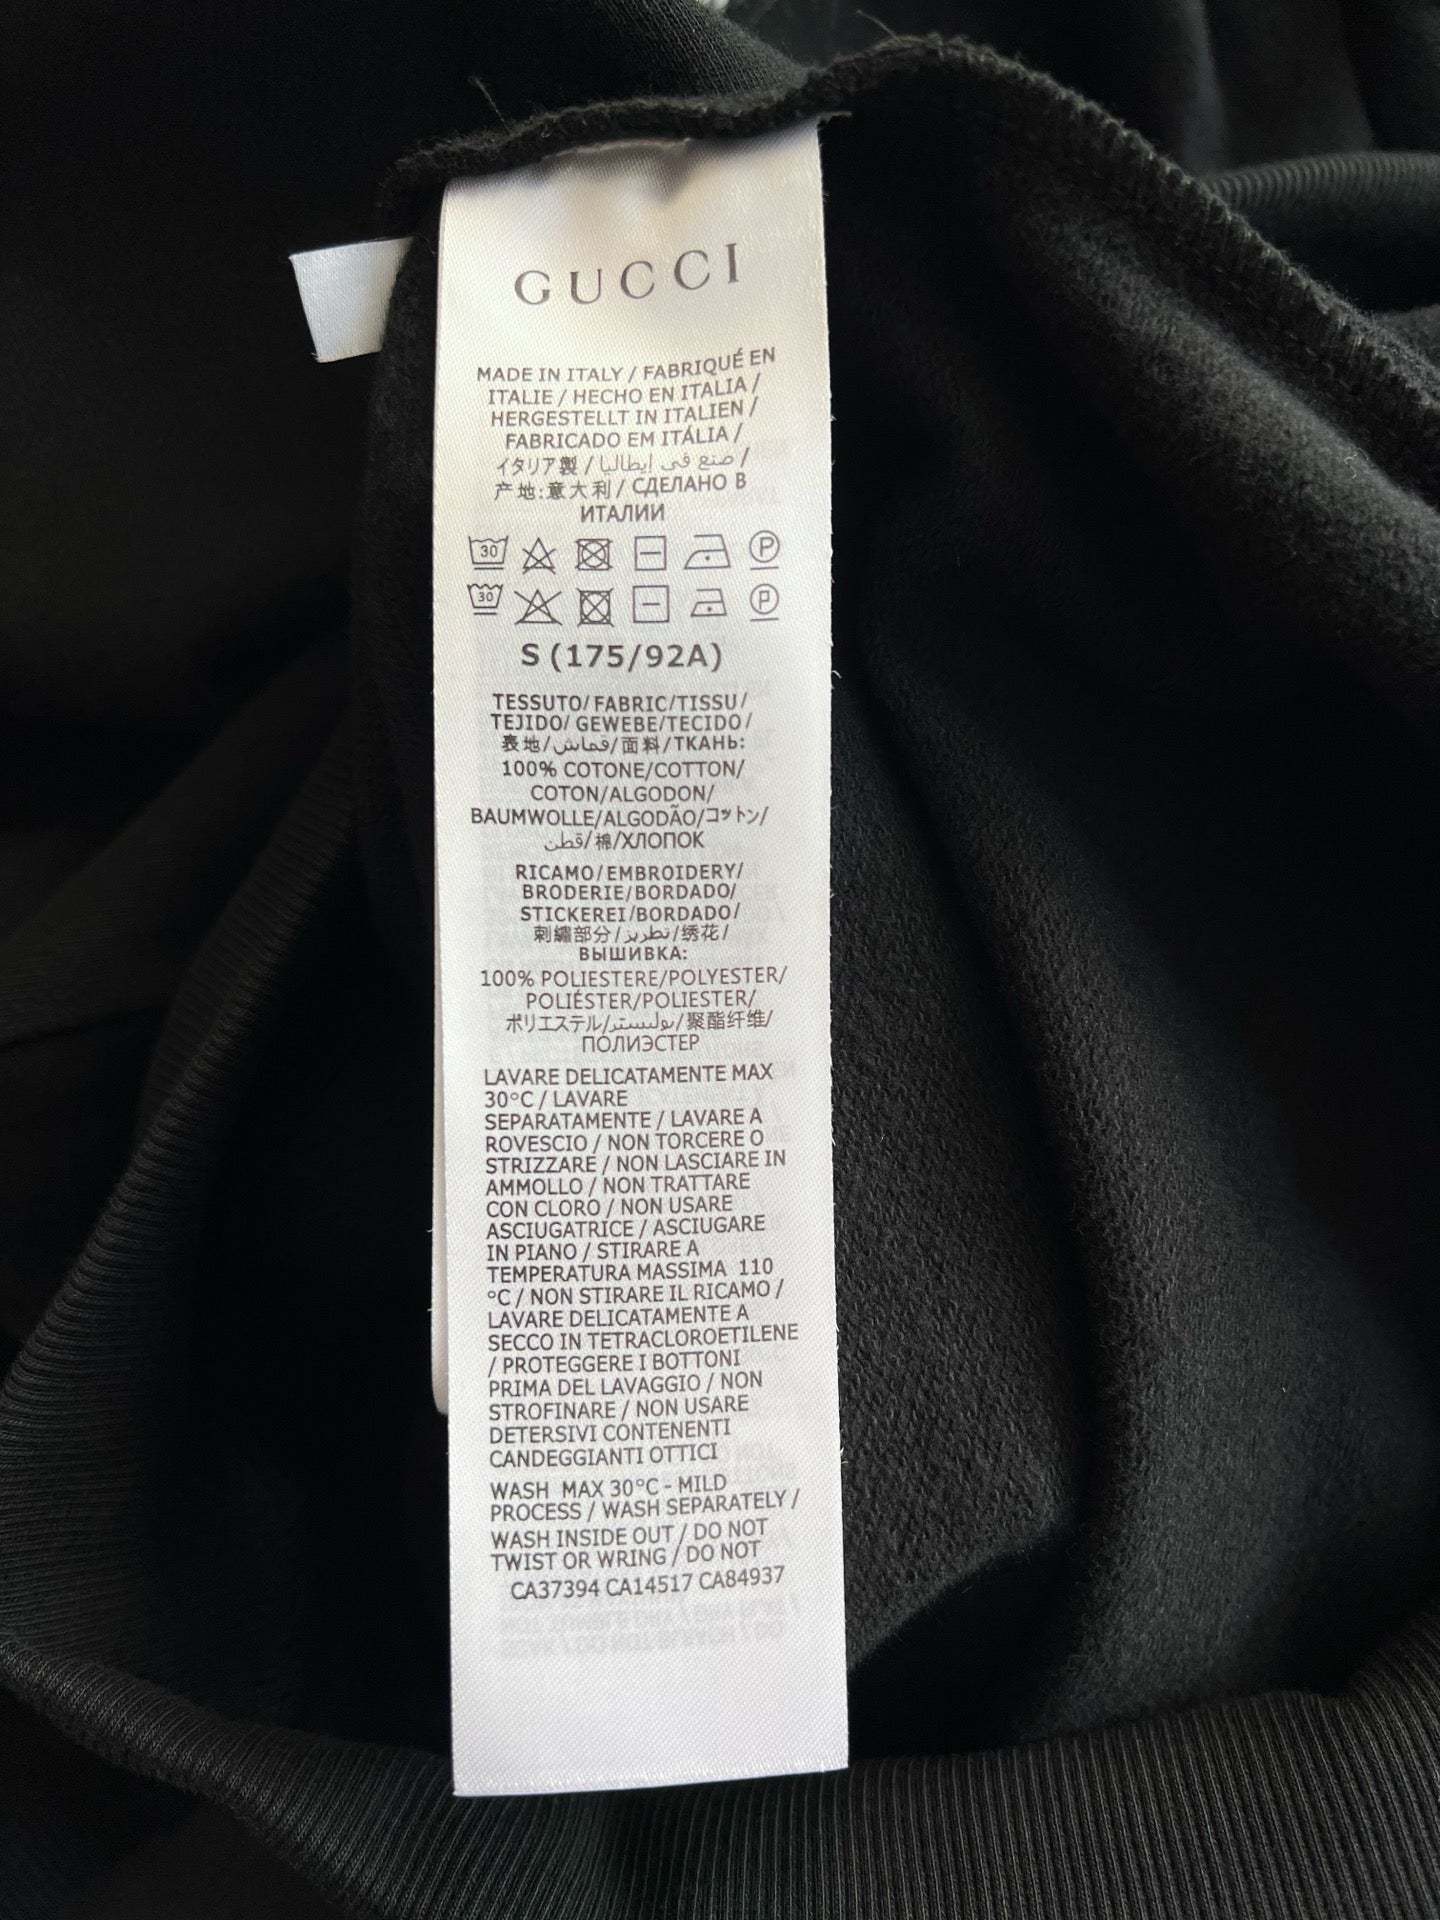 GUCCI
MADE IN ITALY / FABRIQUÉ EN
ITALIE / HECHO EN ITALIA /
HERGESTELLT IN ITALIEN /
FABRICADO EM ITÁLIA /
イタリア製 / صنع في إيطاليا /
产地:意大利 / СДЕЛАНО В
ИТАЛИИ
30 P
30 P
S (175/92A)
TESSUTO/FABRIC/TISSU/
TEJIDO/ GEWEBE/TECIDO/
表地/قماش/面料/ТКАНЬ:
100% COTONE/COTTON/
COTON/ALGODON/
BAUMWOLLE/ALGODÃO/コットン/
قطن/棉/ХЛОПОК
RICAMO/EMBROIDERY/
BRODERIE/BORDADO/
STICKEREI/BORDADO/
刺繍部分/تطريز/绣花/
ВЫШИВКА:
100% POLIESTERE/POLYESTER/
POLIÉSTER/POLIESTER/
ポリエステル/بوليستر/聚酯纤维/
ПОЛИЭСТЕР
LAVARE DELICATAMENTE MAX
30°C / LAVARE
SEPARATAMENTE / LAVARE A
ROVESCIO / NON TORCERE O
STRIZZARE / NON LASCIARE IN
AMMOLLO / NON TRATTARE
CON CLORO / NON USARE
ASCIUGATRICE / ASCIUGARE
IN PIANO / STIRARE A
TEMPERATURA MASSIMA 110
°C / NON STIRARE IL RICAMO /
LAVARE DELICATAMENTE A
SECCO IN TETRACLOROETILENE
/ PROTEGGERE I BOTTONI
PRIMA DEL LAVAGGIO / NON
STROFINARE / NON USARE
DETERSIVI CONTENENTI
CANDEGGIANTI OTTICI
WASH MAX 30°C - MILD
PROCESS / WASH SEPARATELY /
WASH INSIDE OUT / DO NOT
TWIST OR WRING / DO NOT
CA37394 CA14517 CA84937